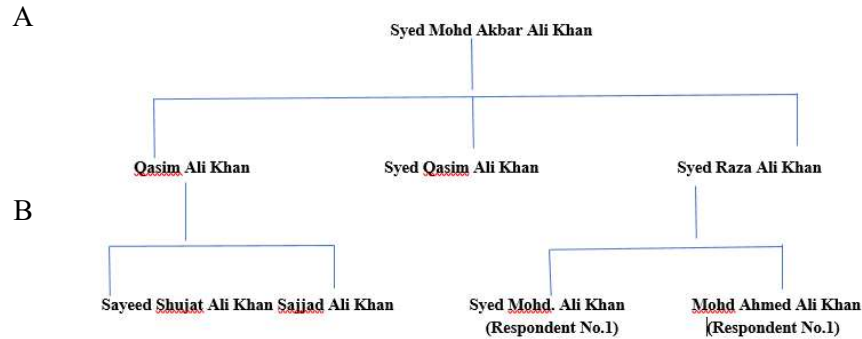 A
Syed Mohd Akbar Ali Khan
Qasim Ali Khan Syed Qasim Ali Khan Syed Raza Ali Khan
B
Sayeed Shujat Ali Khan Sajjad Ali Khan Syed Mohd. Ali Khan Mohd Ahmed Ali Khan
(Respondent No.1) (Respondent No.1)